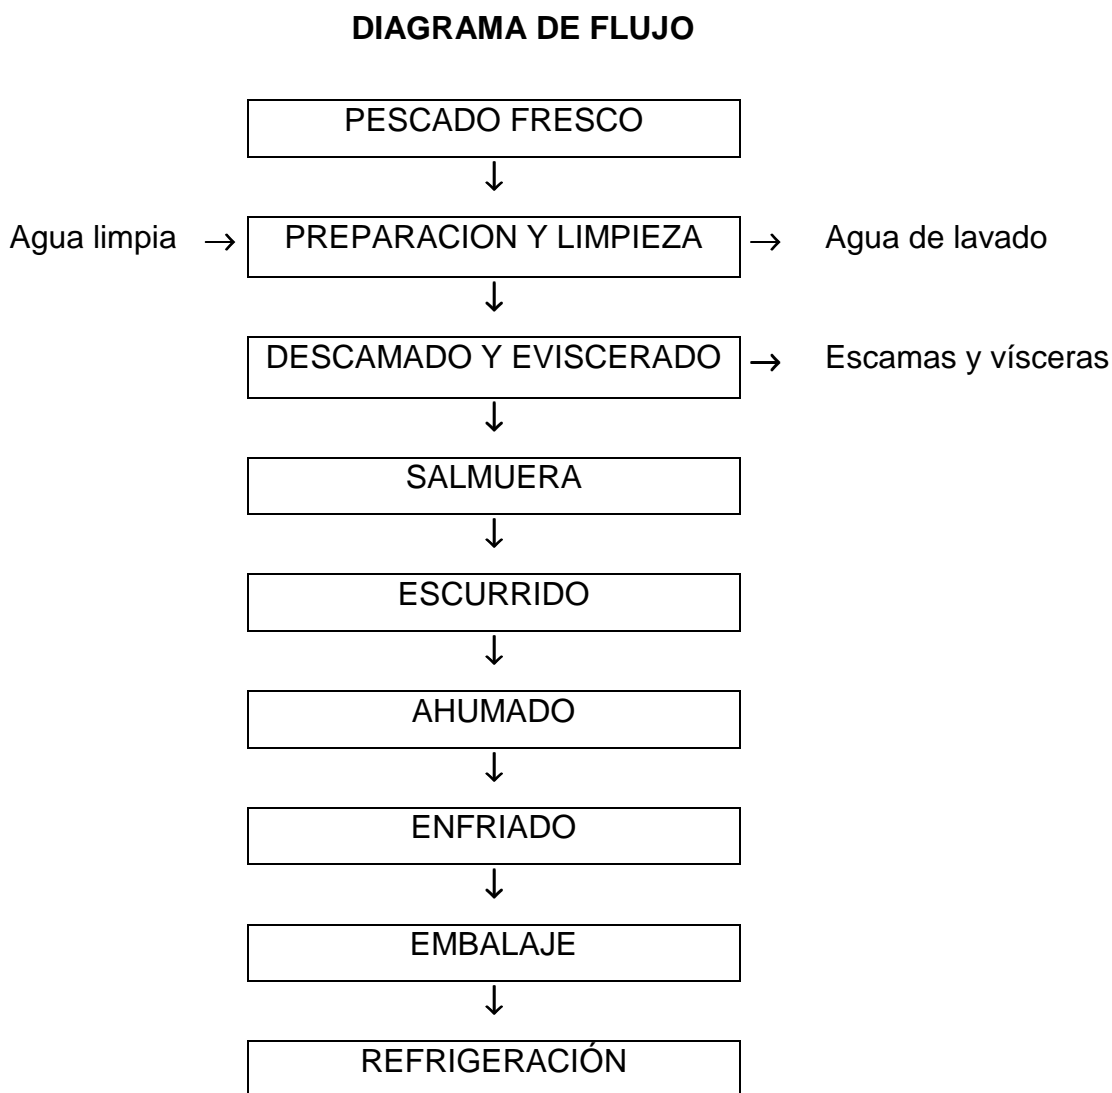 DIAGRAMA DE FLUJO
PESCADO FRESCO
↓
Agua limpia → PREPARACION Y LIMPIEZA → Agua de lavado
↓
DESCAMADO Y EVISCERADO → Escamas y vísceras
↓
SALMUERA
↓
ESCURRIDO
↓
AHUMADO
↓
ENFRIADO
↓
EMBALAJE
↓
REFRIGERACIÓN